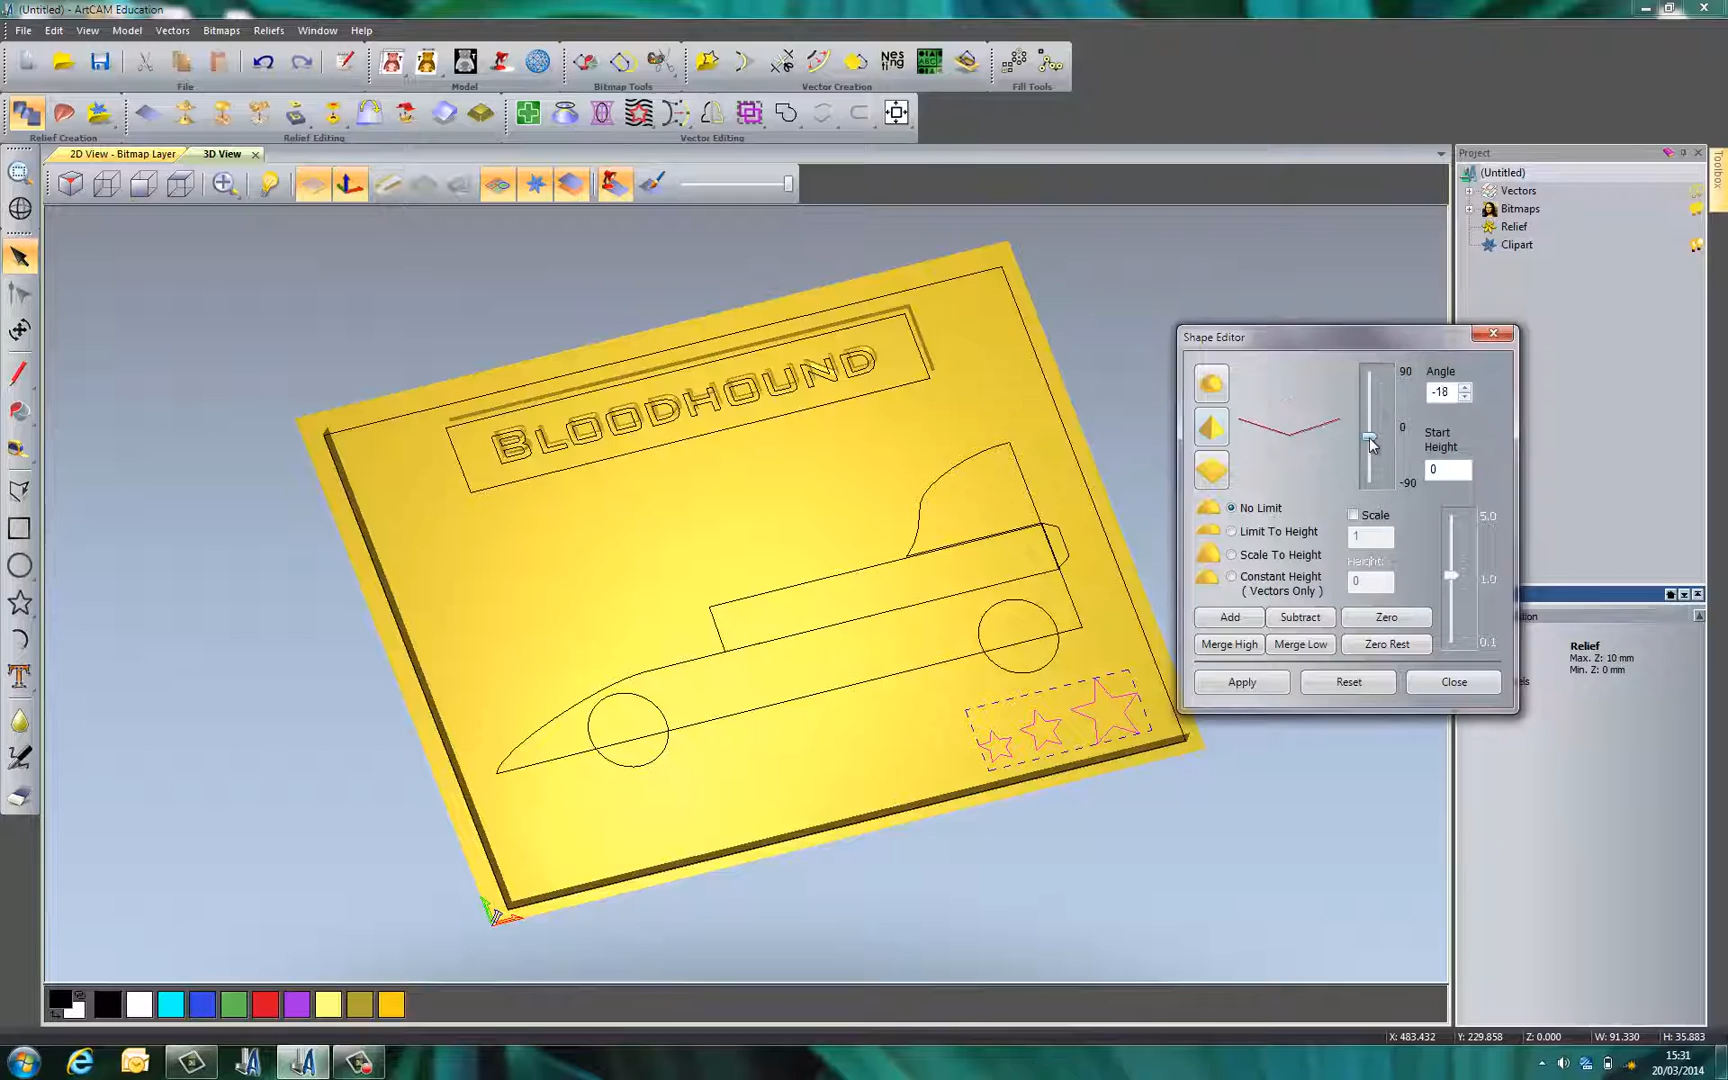 (Untitled) - ArtCAM Education
File Edit View Model Vectors Bitmaps Reliefs Window Help
Nes
ting
File Model Bitmap Tools Vector Creation Fill Tools
Relief Creation Relief Editing Vector Editing
2D View - Bitmap Layer 3D View
Project
Toolbox
(Untitled)
Vectors
Bitmaps
Relief
Clipart
BLOODHOUND
Shape Editor
90 Angle
-18
0
Start
Height
0
-90
No Limit
Scale
5.0
Limit To Height
1
Scale To Height
Height:
Constant Height
0
1.0
( Vectors Only )
Add Subtract Zero
Merge High Merge Low Zero Rest
0.1
Apply Reset Close
Relief
Max. Z: 10 mm
Min. Z: 0 mm
X: 483.432 Y: 229.858 Z: 0.000 W: 91.330 H: 35.883
15:31
20/03/2014